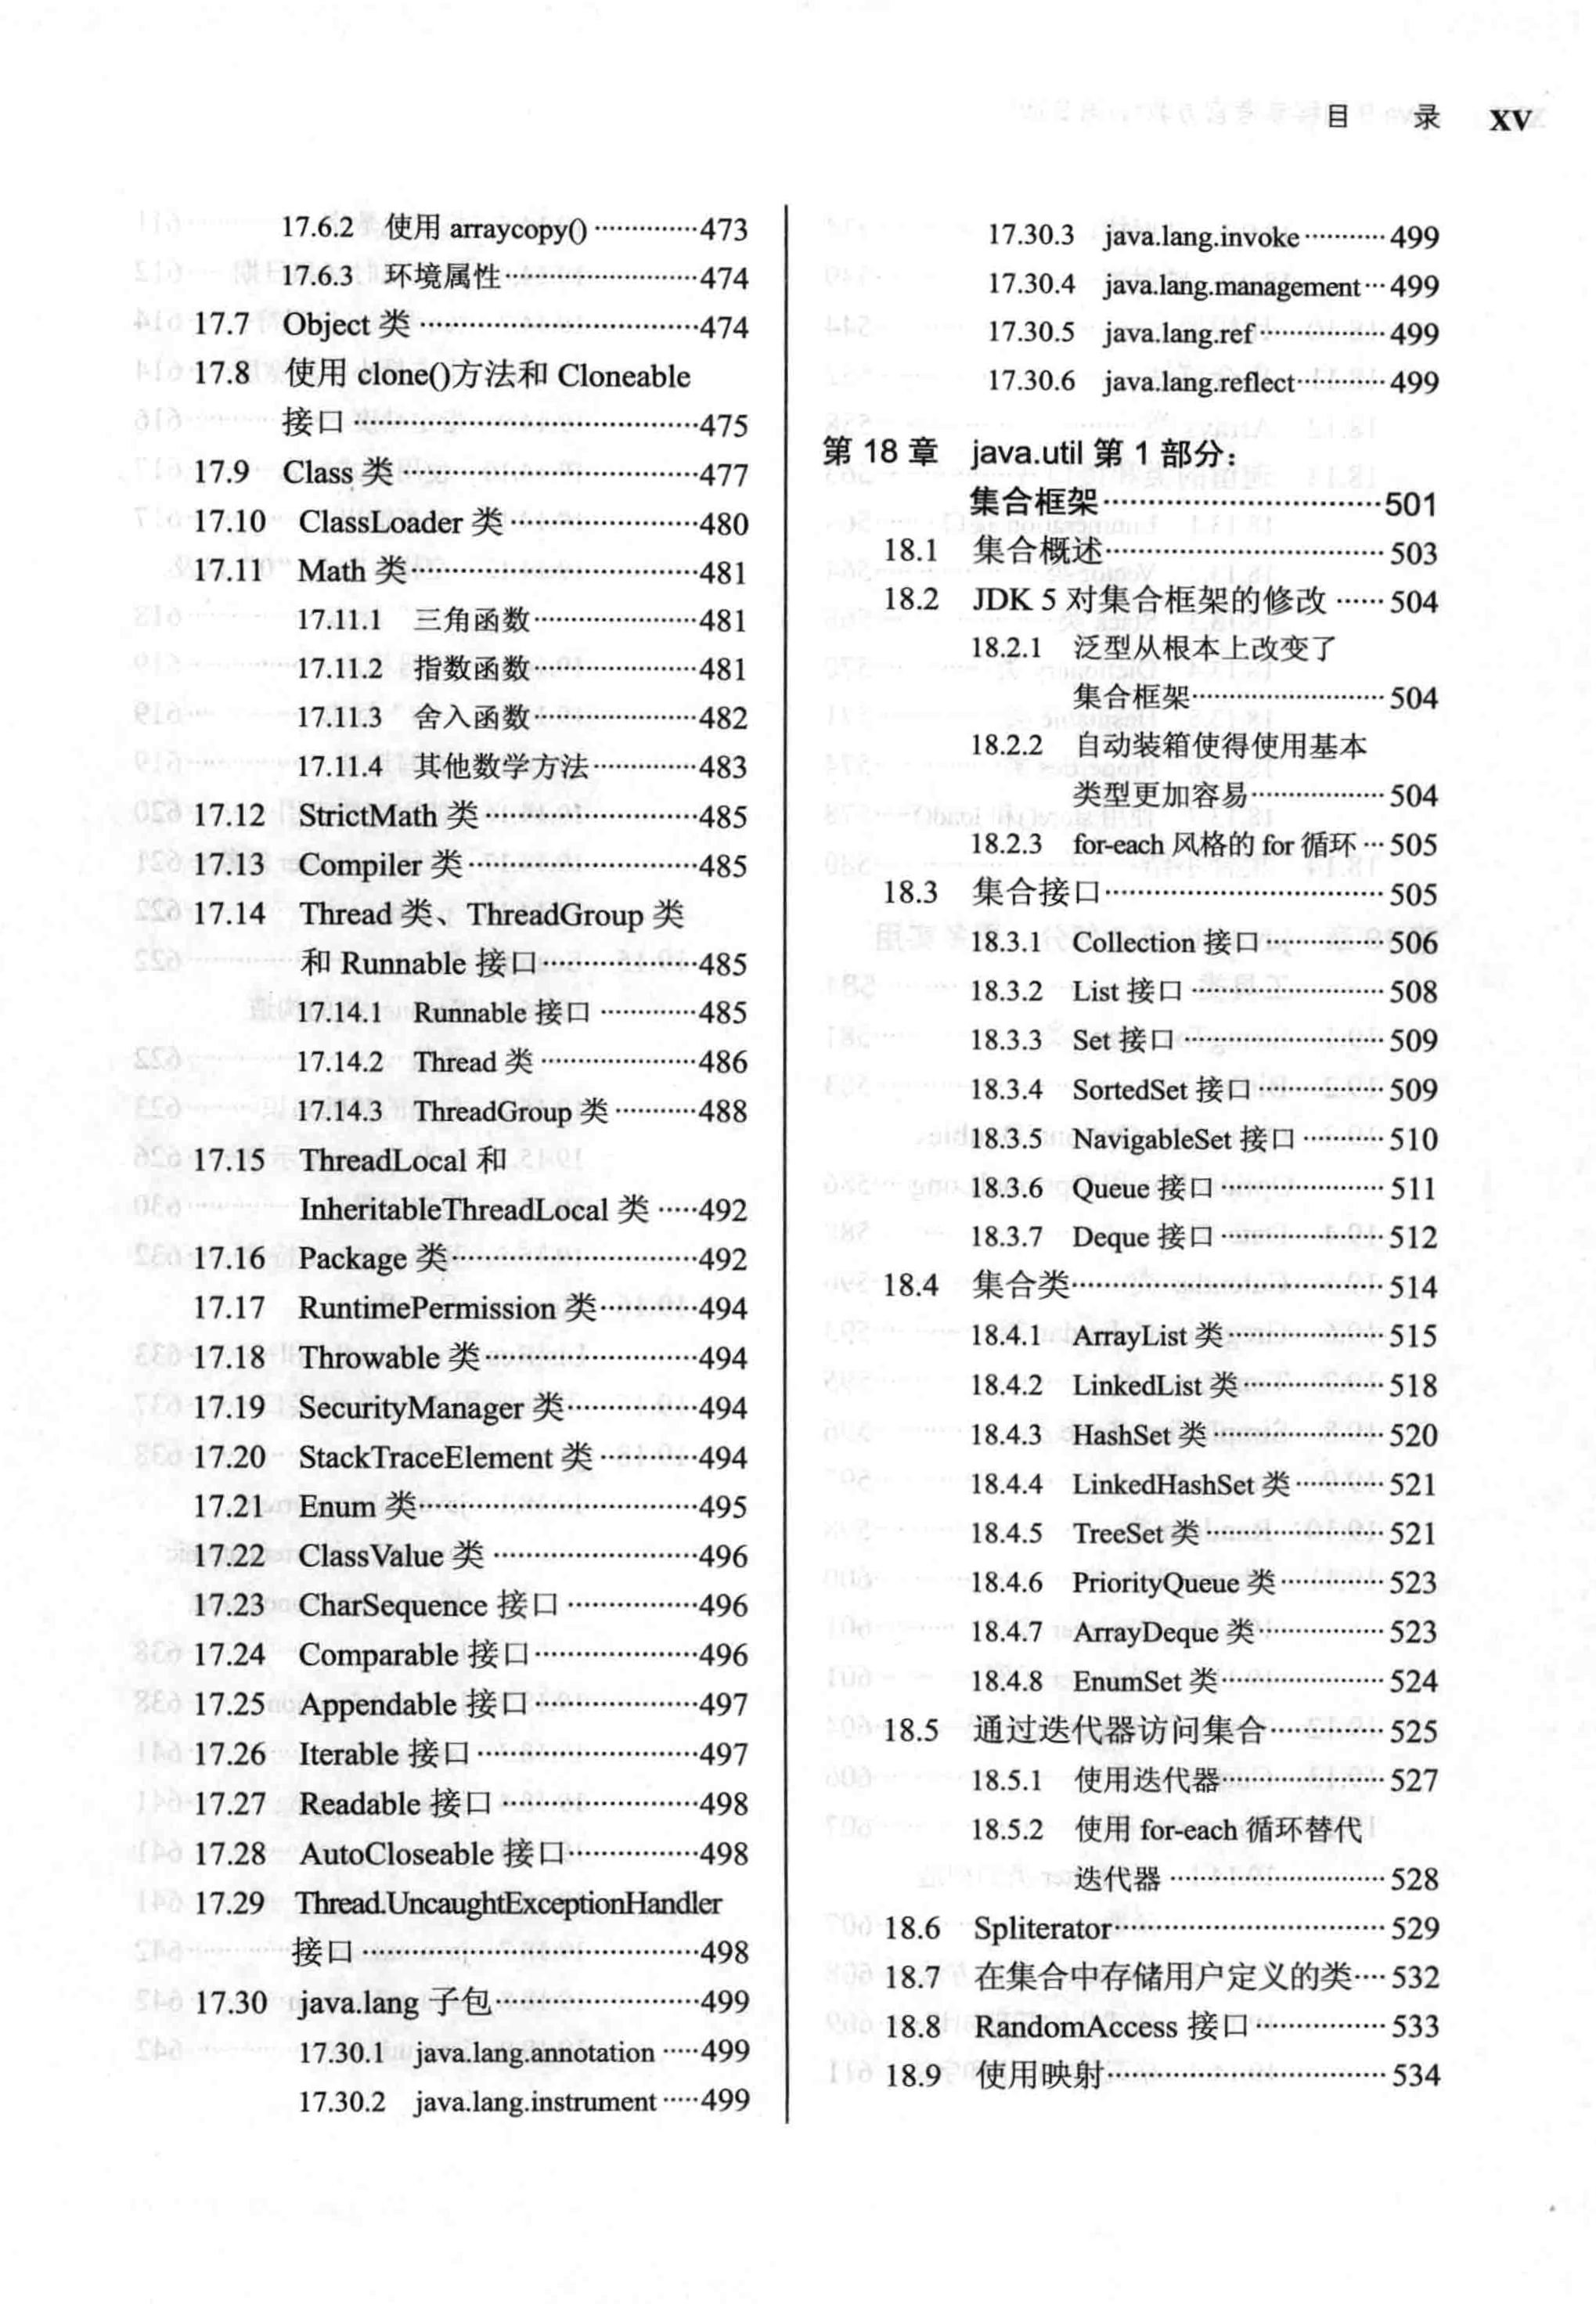 目 录 XV
17.6.2 使用 arraycopy() ··············473
17.6.3 环境属性 ··························474
17.7 Object 类 ·····································474
17.8 使用 clone()方法和 Cloneable
接口 ··············································475
17.9 Class 类 ········································477
17.10 ClassLoader 类 ·························480
17.11 Math 类 ······································481
17.11.1 三角函数 ······················481
17.11.2 指数函数 ······················481
17.11.3 舍入函数 ······················482
17.11.4 其他数学方法 ··············483
17.12 StrictMath 类 ····························485
17.13 Compiler 类 ······························485
17.14 Thread 类、ThreadGroup 类
和 Runnable 接口 ·····················485
17.14.1 Runnable 接口 ·············485
17.14.2 Thread 类 ·····················486
17.14.3 ThreadGroup 类 ···········488
17.15 ThreadLocal 和
InheritableThreadLocal 类 ·····492
17.16 Package 类 ································492
17.17 RuntimePermission 类 ·············494
17.18 Throwable 类 ····························494
17.19 SecurityManager 类 ·················494
17.20 StackTraceElement 类 ·············494
17.21 Enum 类 ····································495
17.22 ClassValue 类 ···························496
17.23 CharSequence 接口 ·················496
17.24 Comparable 接口 ·····················496
17.25 Appendable 接口 ·····················497
17.26 Iterable 接口 ·····························497
17.27 Readable 接口 ··························498
17.28 AutoCloseable 接口 ·················498
17.29 Thread.UncaughtExceptionHandler
接口 ············································498
17.30 java.lang 子包 ···························499
17.30.1 java.lang.annotation ·····499
17.30.2 java.lang.instrument ·····499
17.30.3 java.lang.invoke ··········· 499
17.30.4 java.lang.management ··· 499
17.30.5 java.lang.ref ················· 499
17.30.6 java.lang.reflect ············ 499
第 18 章 java.util 第 1 部分：
集合框架 ································501
18.1 集合概述 ····································· 503
18.2 JDK 5 对集合框架的修改 ······ 504
18.2.1 泛型从根本上改变了
集合框架 ························· 504
18.2.2 自动装箱使得使用基本
类型更加容易 ················· 504
18.2.3 for-each 风格的 for 循环 ··· 505
18.3 集合接口 ····································· 505
18.3.1 Collection 接口 ··············· 506
18.3.2 List 接口 ························· 508
18.3.3 Set 接口 ·························· 509
18.3.4 SortedSet 接口 ················ 509
18.3.5 NavigableSet 接口 ·········· 510
18.3.6 Queue 接口 ····················· 511
18.3.7 Deque 接口 ····················· 512
18.4 集合类 ········································· 514
18.4.1 ArrayList 类 ···················· 515
18.4.2 LinkedList 类 ·················· 518
18.4.3 HashSet 类 ······················ 520
18.4.4 LinkedHashSet 类 ··········· 521
18.4.5 TreeSet 类 ······················· 521
18.4.6 PriorityQueue 类 ············· 523
18.4.7 ArrayDeque 类 ················ 523
18.4.8 EnumSet 类 ····················· 524
18.5 通过迭代器访问集合 ··············· 525
18.5.1 使用迭代器 ····················· 527
18.5.2 使用 for-each 循环替代
迭代器 ···························· 528
18.6 Spliterator ··································· 529
18.7 在集合中存储用户定义的类 ···· 532
18.8 RandomAccess 接口 ················· 533
18.9 使用映射 ····································· 534